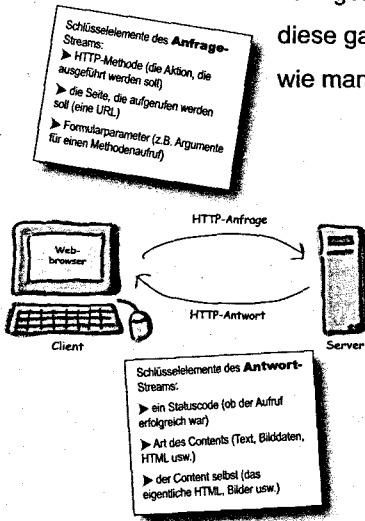 Schlüsselelemente des Anfrage-
Streams:
➤ HTTP-Methode (die Aktion, die
ausgeführt werden soll)
➤ die Seite, die aufgerufen werden
soll (eine URL)
➤ Formularparameter (z.B. Argumente
für einen Methodenaufruf)
diese ga
wie mar
HTTP-Anfrage
Web-
browser
HTTP-Antwort
Client
Server
Schlüsselelemente des Antwort-
Streams:
➤ ein Statuscode (ob der Aufruf
erfolgreich war)
➤ Art des Contents (Text, Bilddaten,
HTML usw.)
➤ der Content selbst (das
eigentliche HTML, Bilder usw.)